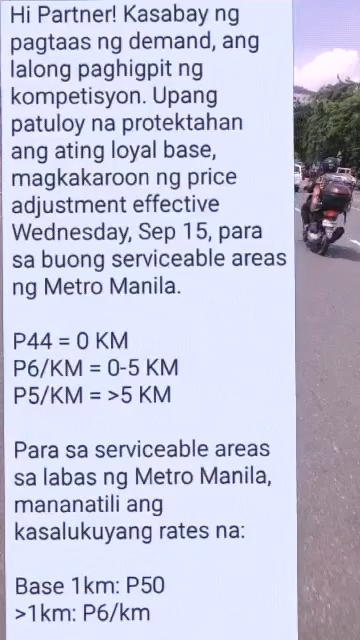 Hi Partner! Kasabay ng
pagtaas ng demand, ang
lalong paghigpit ng
kompetisyon. Upang
patuloy na protektahan
ang ating loyal base,
magkakaroon ng price
adjustment effective
Wednesday, Sep 15, para
sa buong serviceable areas
ng Metro Manila.
P44 = 0 KM
P6/KM = 0-5 KM
P5/KM = >5 KM
Para sa serviceable areas
sa labas ng Metro Manila,
mananatili ang
kasalukuyang rates na:
Base 1km: P50
>1km: P6/km